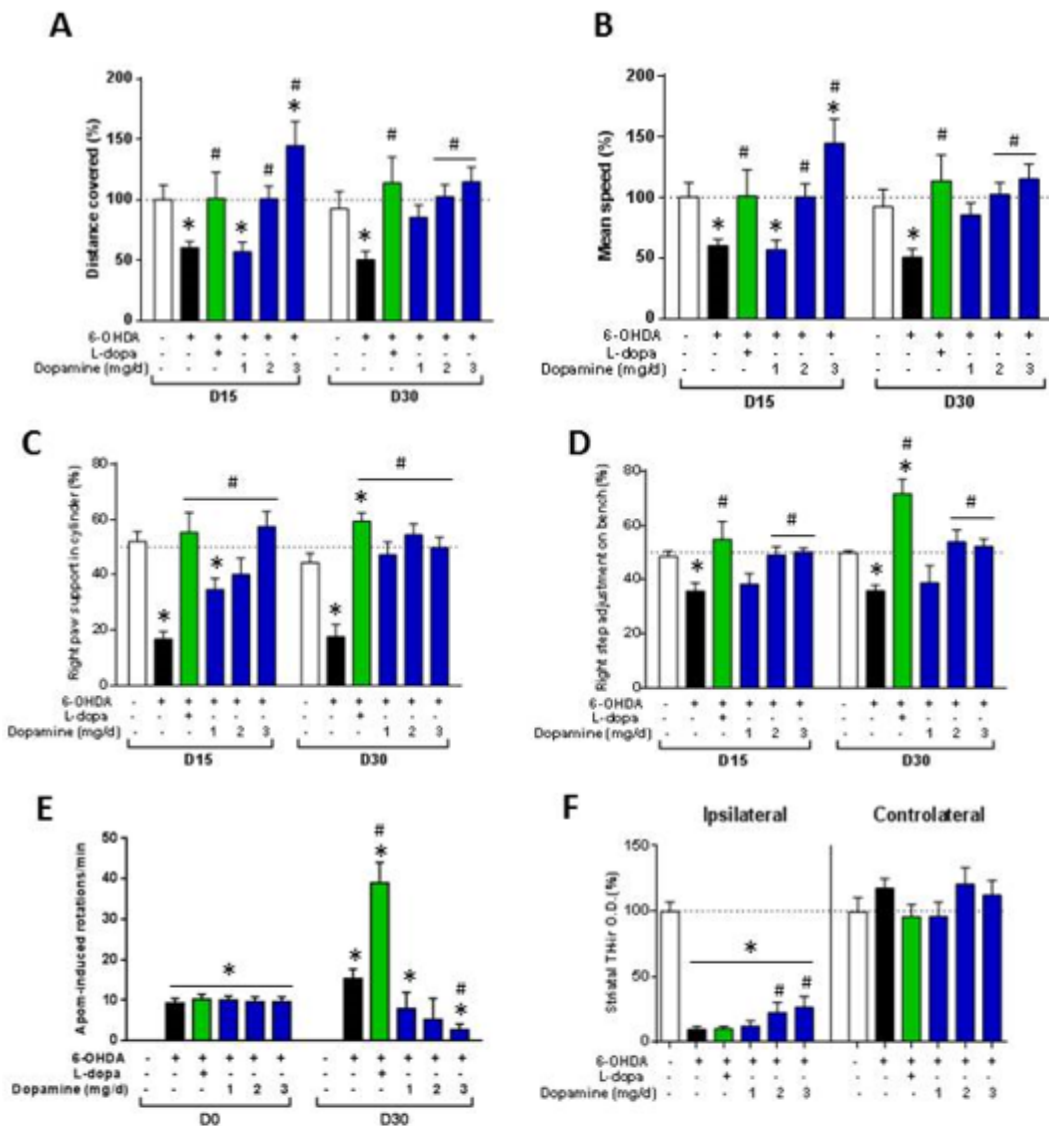 A
Distance covered (%)
200
150
100
50
0
#
#
#
*
#
#
*
*
*
6-OHDA - + + + + + - + + + + +
L-dopa - - + - - - - - + - - -
Dopamine (mg/d) - - - 1 2 3 - - - 1 2 3
D15 D30
B
Mean speed (%)
200
150
100
50
0
#
#
#
*
#
#
*
*
*
6-OHDA - + + + + + - + + + + +
L-dopa - - + - - - - - + - - -
Dopamine (mg/d) - - - 1 2 3 - - - 1 2 3
D15 D30
C
Right paw support in cylinder (%)
80
60
40
20
0
#
#
*
*
*
*
6-OHDA - + + + + + - + + + + +
L-dopa - - + - - - - - + - - -
Dopamine (mg/d) - - - 1 2 3 - - - 1 2 3
D15 D30
D
Right step adjustment on bench (%)
80
60
40
20
0
#
#
#
*
#
*
*
6-OHDA - + + + + + - + + + + +
L-dopa - - + - - - - - + - - -
Dopamine (mg/d) - - - 1 2 3 - - - 1 2 3
D15 D30
E
Apom-induced rotations/min
50
40
30
20
10
0
*
*
#
*
*
#
*
6-OHDA - + + + + + - + + + + +
L-dopa - - + - - - - - + - - -
Dopamine (mg/d) - - - 1 2 3 - - - 1 2 3
D0 D30
F
Ipsilateral Controlateral
Striatal THir O.D. (%)
150
100
50
0
*
# #
6-OHDA - + + + + + - + + + + +
L-dopa - - + - - - - - + - - -
Dopamine (mg/d) - - - 1 2 3 - - - 1 2 3